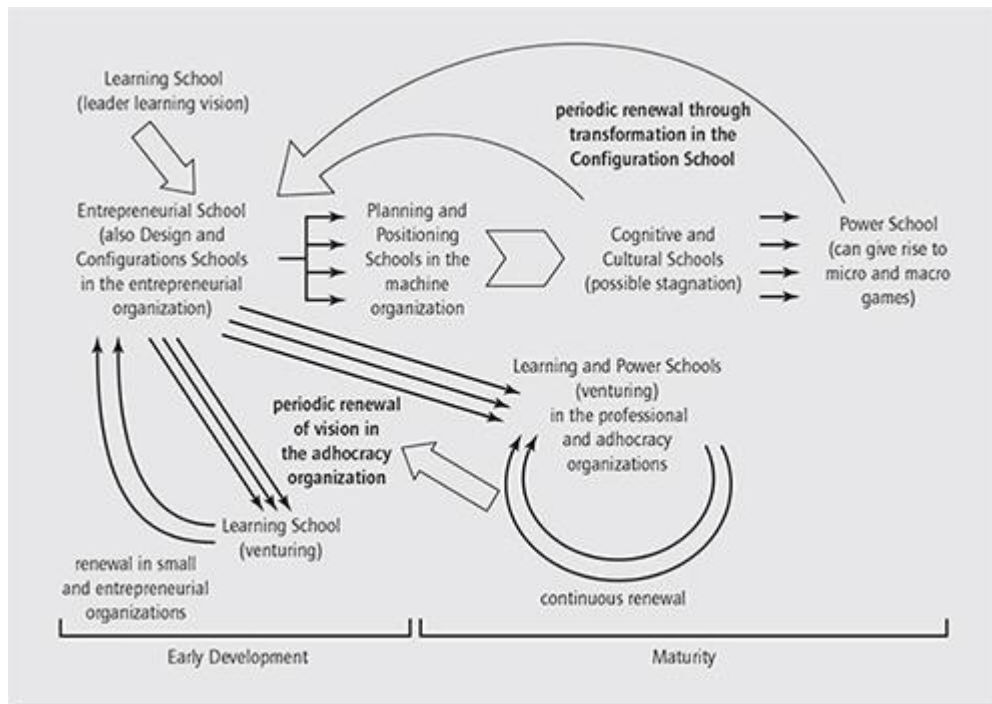 Learning School
(leader learning vision)
periodic renewal through
transformation in the
Configuration School
Entrepreneurial School
(also Design and
Configurations Schools
in the entrepreneurial
organization)
Planning and
Positioning
Schools in the
machine
organization
Cognitive and
Cultural Schools
(possible stagnation)
Power School
(can give rise to
micro and macro
games)
Learning and Power Schools
(venturing)
in the professional
and adhocracy
organizations
periodic renewal
of vision in
the adhocracy
organization
Learning School
(venturing)
renewal in small
and entrepreneurial
organizations
continuous renewal
Early Development
Maturity